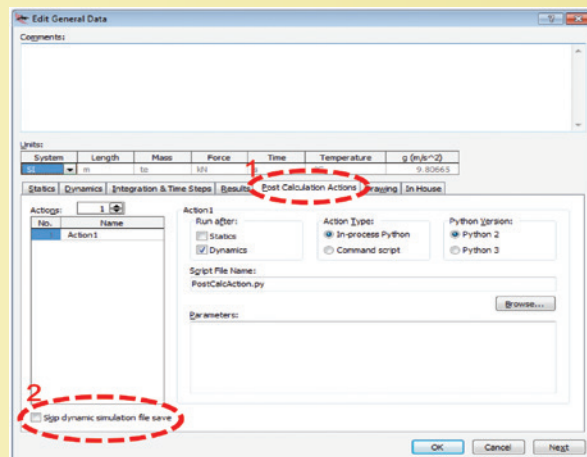 Edit General Data
Comments:
Units:
System Length Mass Force Time Temperature g (m/s^2)
SI m te kN 9.80665
1
Statics Dynamics Integration & Time Steps Results Post Calculation Actions Drawing In House
Actions: 1
No. Name
Action1
Action1
Run after:
Statics
Dynamics
Action Type:
In-process Python
Command script
Python Version:
Python 2
Python 3
Script File Name:
PostCalcAction.py
Browse...
Parameters:
2
Skip dynamic simulation file save
OK Cancel Next